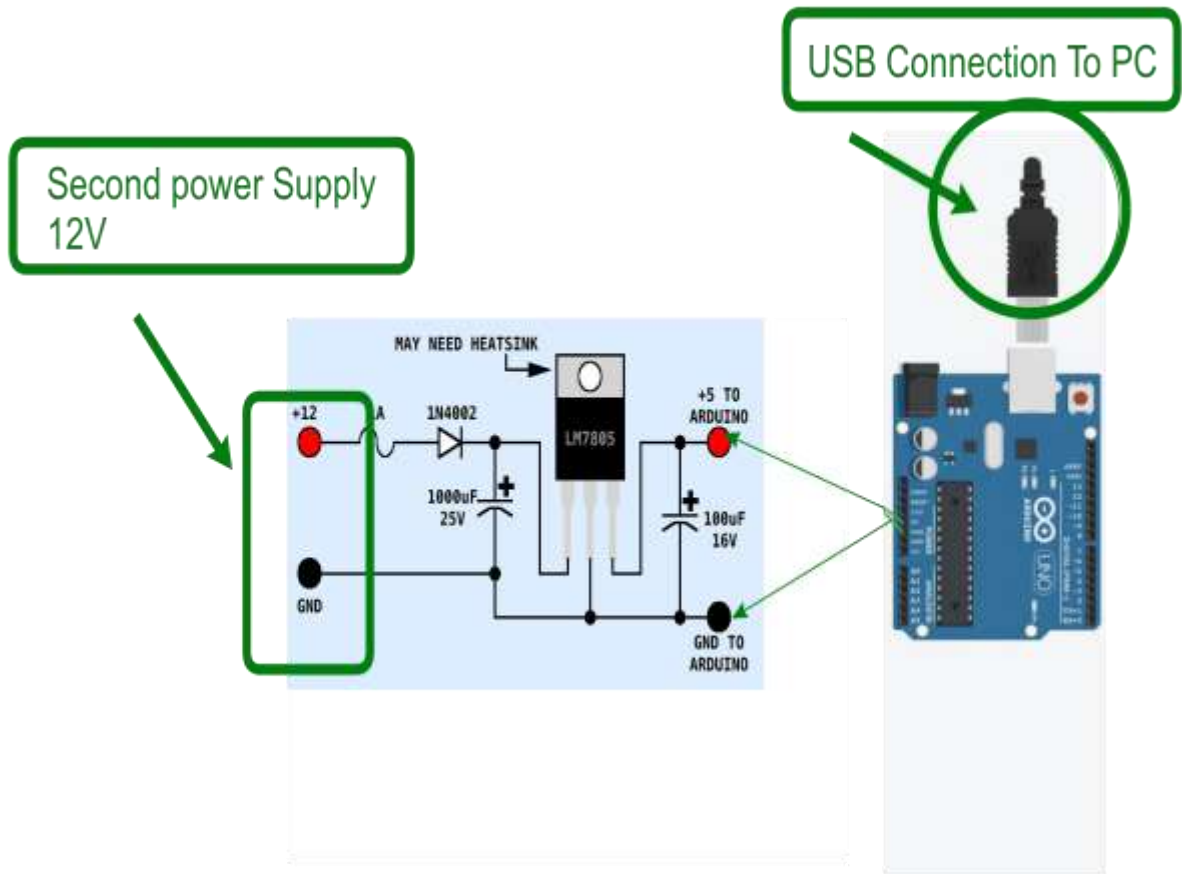 USB Connection To PC
Second power Supply
12V
MAY NEED HEATSINK
+12
1N4002
LM7805
+5 TO
ARDUINO
1000uF
25V
100uF
16V
GND
GND TO
ARDUINO
ARDUINO
UNO